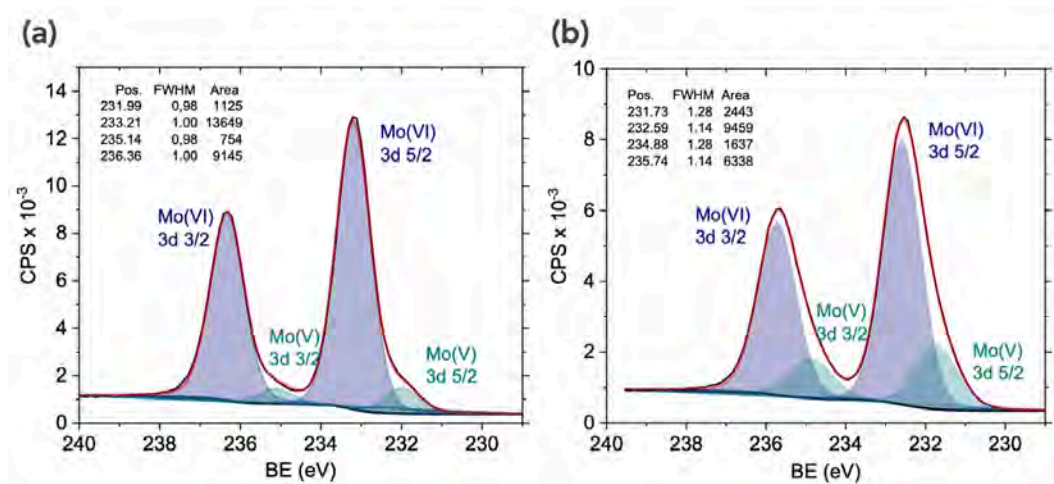 (a)
CPS x 10⁻³
14
12
10
8
6
4
2
0
Pos. FWHM Area
231.99 0,98 1125
233.21 1.00 13649
235.14 0,98 754
236.36 1.00 9145
Mo(VI)
3d 5/2
Mo(VI)
3d 3/2
Mo(V)
3d 3/2
Mo(V)
3d 5/2
240 238 236 234 232 230
BE (eV)
(b)
CPS x 10⁻³
10
8
6
4
2
0
Pos. FWHM Area
231.73 1.28 2443
232.59 1.14 9459
234.88 1.28 1637
235.74 1.14 6338
Mo(VI)
3d 5/2
Mo(VI)
3d 3/2
Mo(V)
3d 3/2
Mo(V)
3d 5/2
240 238 236 234 232 230
BE (eV)